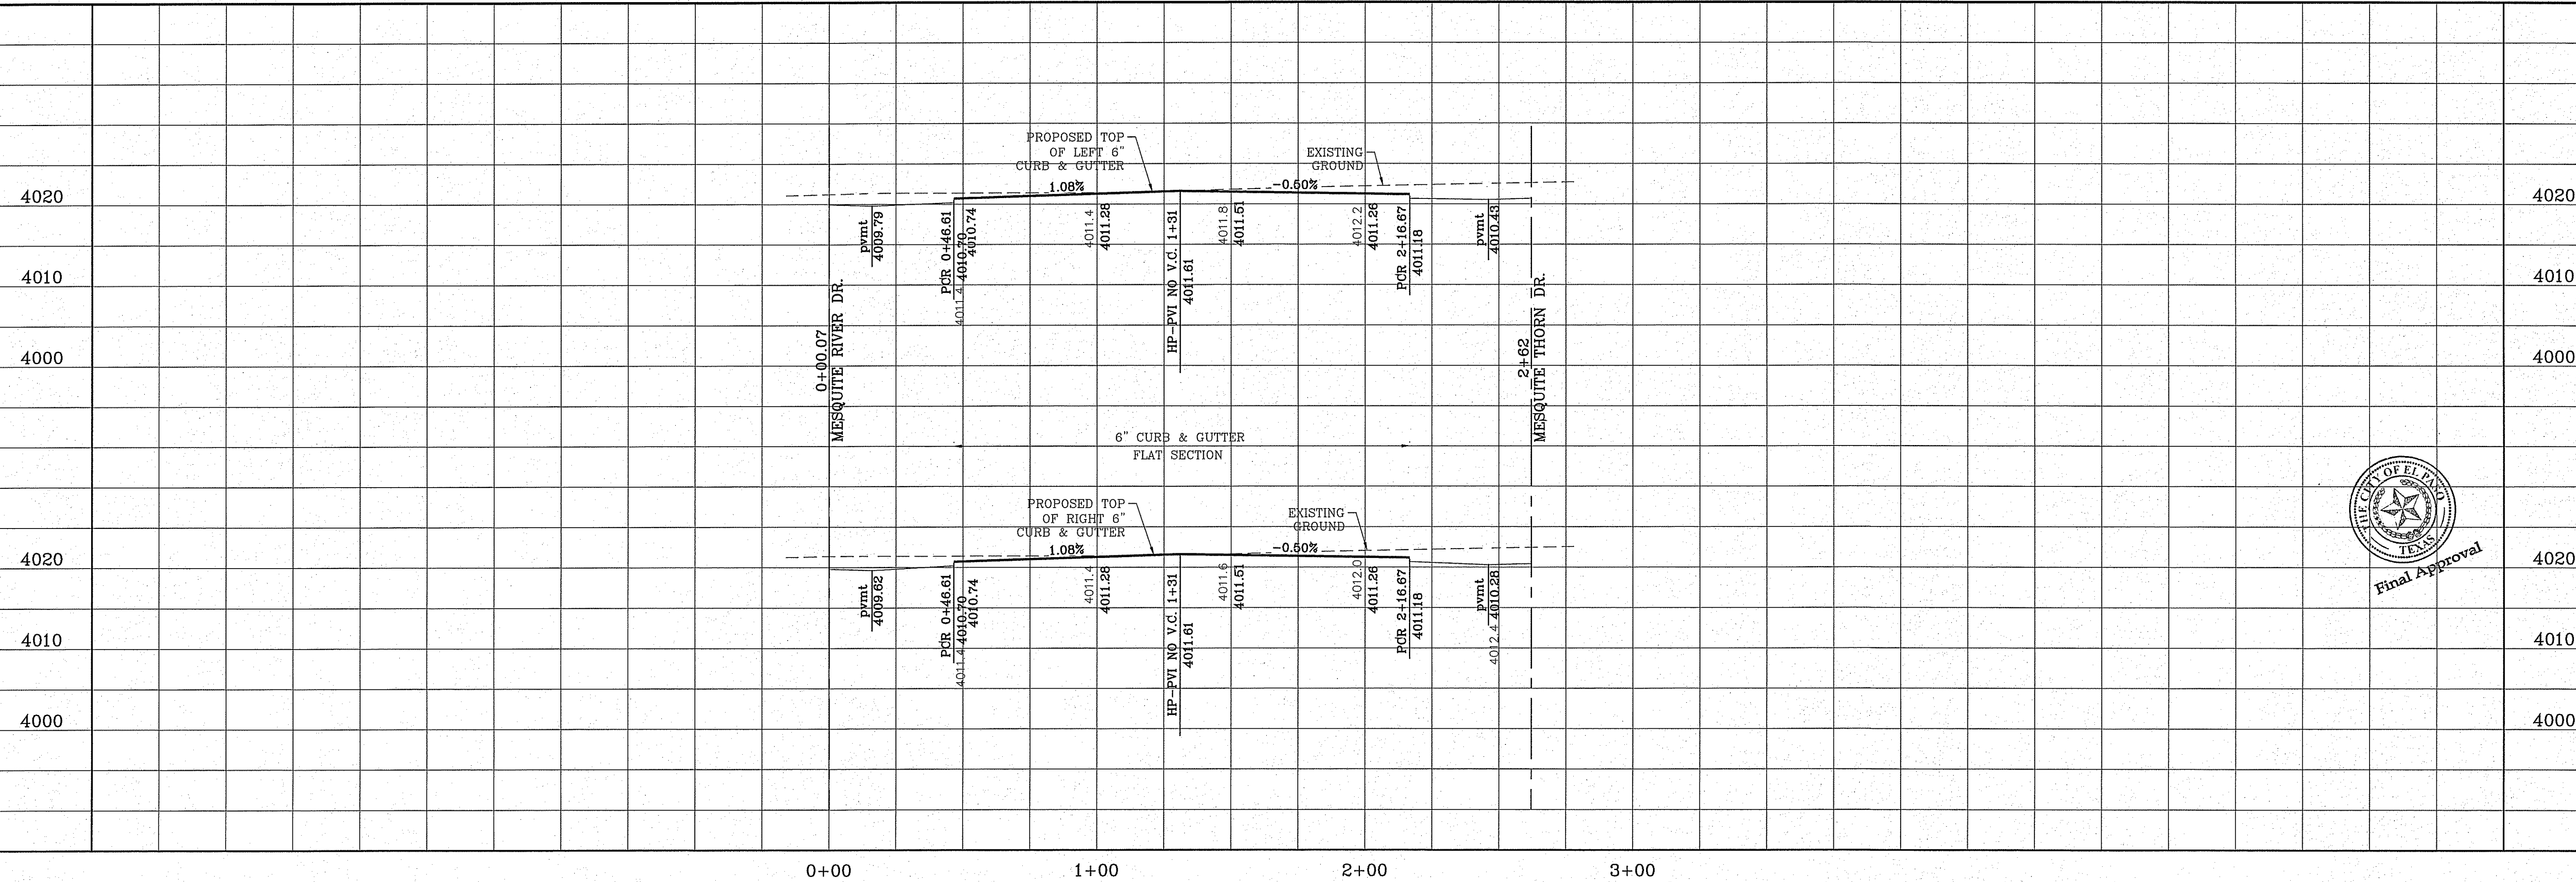 PROPOSED TOP
OF LEFT 6"
CURB & GUTTER
EXISTING
GROUND
1.08%
-0.50%
4020
4020
pvmt
4009.79
PCR 0+46.61
4010.70
4010.74
4011.4
4011.4
4011.28
HP-PVI NO V.C. 1+31
4011.61
4011.8
4011.51
4012.2
4011.26
PCR 2+16.67
4011.18
pvmt
4010.43
4010
4010
0+00.07
MESQUITE RIVER DR.
2+62
MESQUITE THORN DR.
4000
4000
6" CURB & GUTTER
FLAT SECTION
PROPOSED TOP
OF RIGHT 6"
CURB & GUTTER
EXISTING
GROUND
1.08%
-0.50%
4020
4020
pvmt
4009.62
PCR 0+46.61
4010.70
4010.74
4011.4
4011.4
4011.28
HP-PVI NO V.C. 1+31
4011.61
4011.6
4011.51
4012.0
4011.26
PCR 2+16.67
4011.18
pvmt
4010.28
4012.4
4010
4010
4000
4000
THE CITY OF EL PASO
TEXAS
Final Approval
0+00
1+00
2+00
3+00